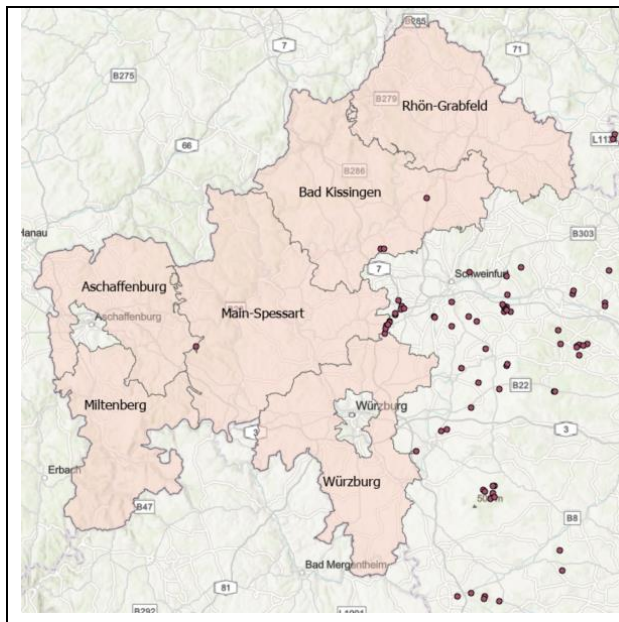 B285
7
71
B275
B279
Rhön-Grabfeld
66
B286
Bad Kissingen
B303
Hanau
7
Schweinfurt
Aschaffenburg
Main-Spessart
Aschaffenburg
B22
Miltenberg
Würzburg
3
3
Erbach
Würzburg
B47
B8
Bad Mergentheim
81
B292